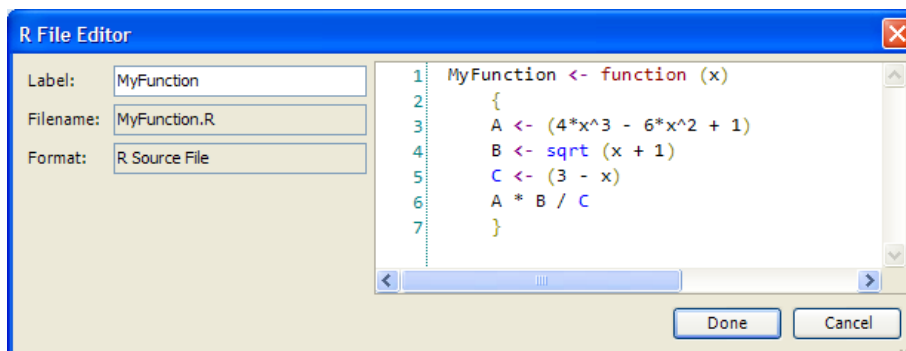 R File Editor
Label: MyFunction
Filename: MyFunction.R
Format: R Source File
1 MyFunction <- function (x)
2 {
3 A <- (4*x^3 - 6*x^2 + 1)
4 B <- sqrt (x + 1)
5 C <- (3 - x)
6 A * B / C
7 }
Done Cancel